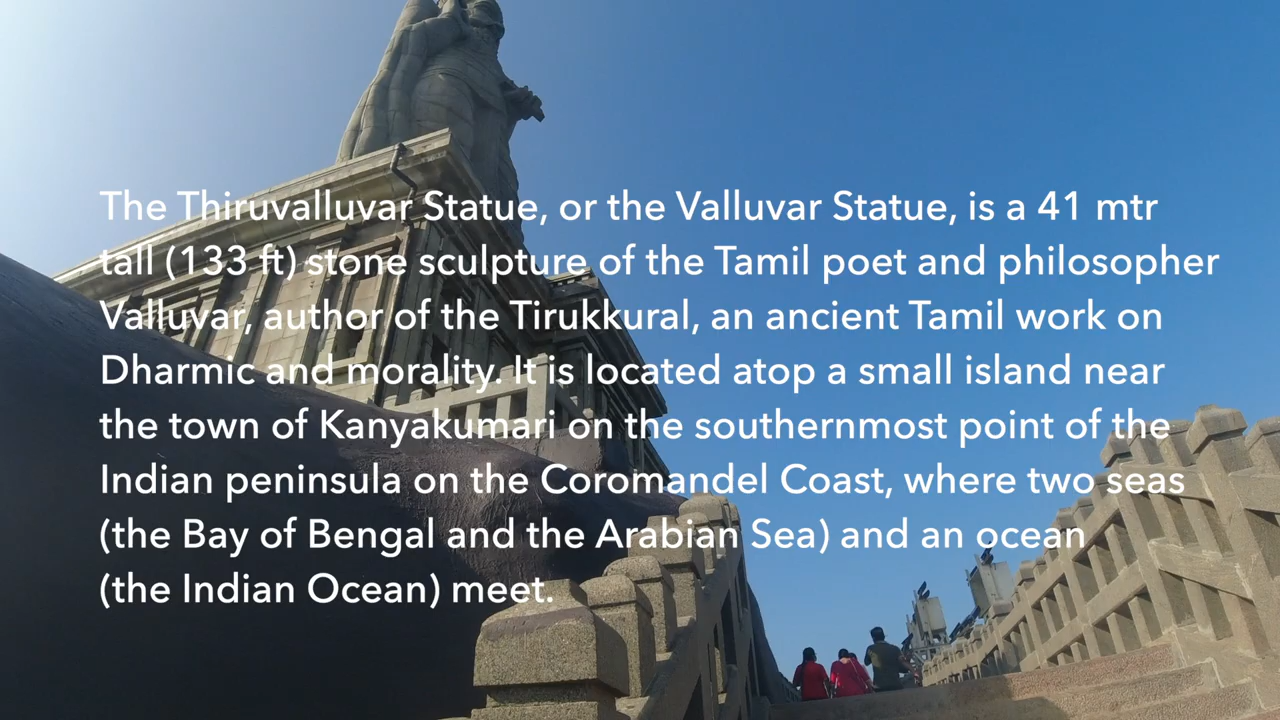 The Thiruvalluvar Statue, or the Valluvar Statue, is a 41 mtr
tall (133 ft) stone sculpture of the Tamil poet and philosopher
Valluvar, author of the Tirukkural, an ancient Tamil work on
Dharmic and morality. It is located atop a small island near
the town of Kanyakumari on the southernmost point of the
Indian peninsula on the Coromandel Coast, where two seas
(the Bay of Bengal and the Arabian Sea) and an ocean
(the Indian Ocean) meet.